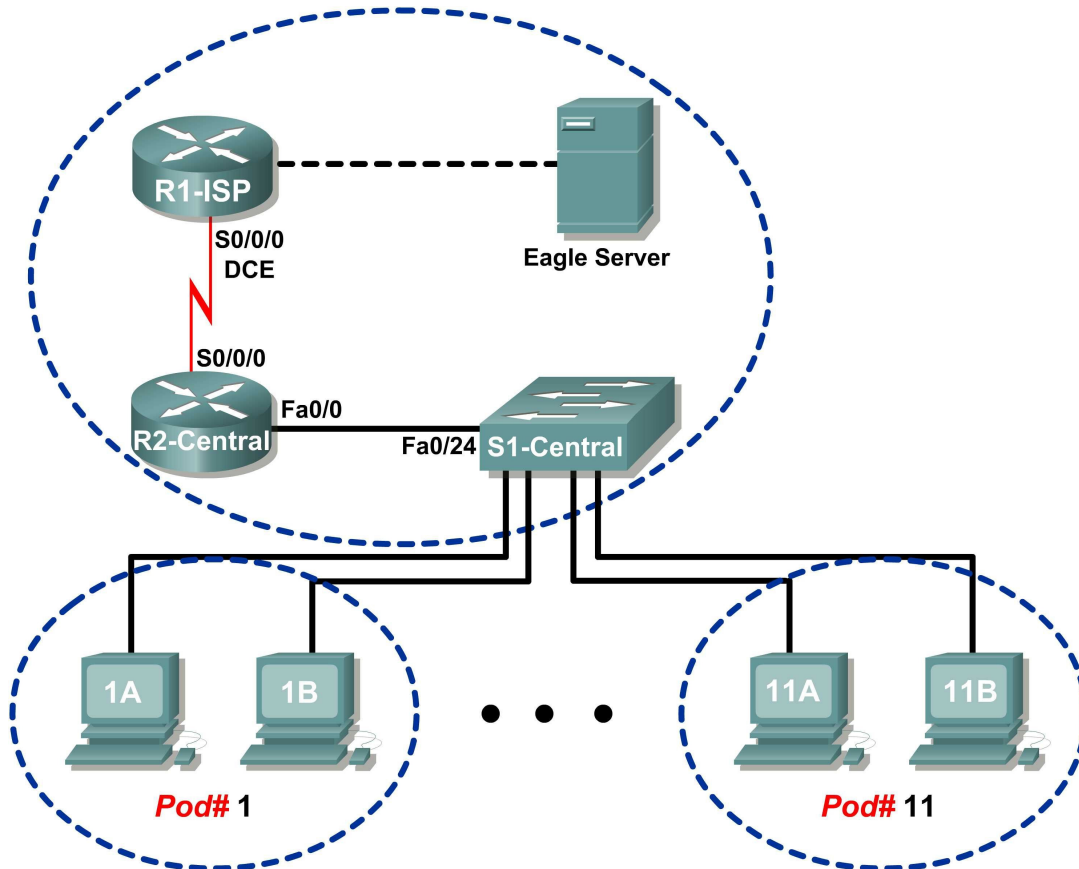 R1-ISP
S0/0/0
DCE
Eagle Server
S0/0/0
R2-Central
Fa0/0
Fa0/24
S1-Central
1A
1B
11A
11B
Pod# 1
Pod# 11